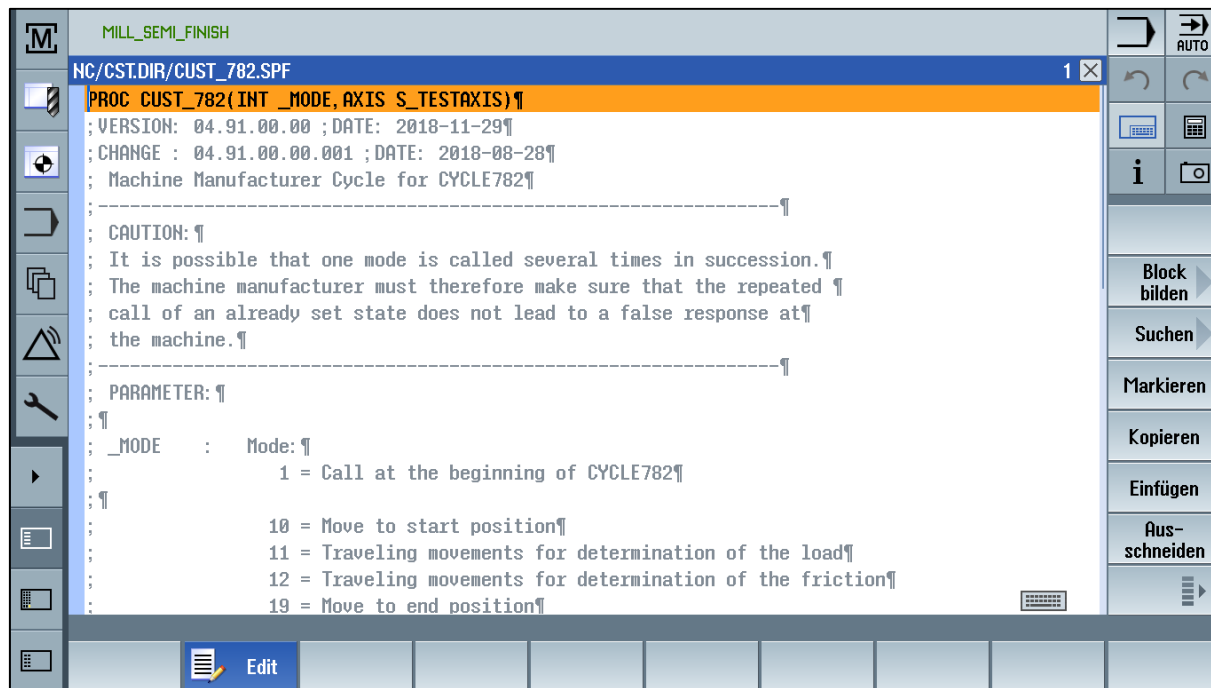 M
MILL_SEMI_FINISH
AUTO
NC/CST.DIR/CUST_782.SPF 1
PROC CUST_782(INT _MODE,AXIS S_TESTAXIS)¶
;VERSION: 04.91.00.00 ;DATE: 2018-11-29¶
;CHANGE : 04.91.00.00.001 ;DATE: 2018-08-28¶
; Machine Manufacturer Cycle for CYCLE782¶
;----------------------------------------------------------------¶
; CAUTION:¶
; It is possible that one mode is called several times in succession.¶
; The machine manufacturer must therefore make sure that the repeated ¶
; call of an already set state does not lead to a false response at¶
; the machine.¶
;----------------------------------------------------------------¶
; PARAMETER:¶
;¶
; _MODE : Mode:¶
; 1 = Call at the beginning of CYCLE782¶
;¶
; 10 = Move to start position¶
; 11 = Traveling movements for determination of the load¶
; 12 = Traveling movements for determination of the friction¶
; 19 = Move to end position¶
i
Block
bilden
Suchen
Markieren
Kopieren
Einfügen
Aus-
schneiden
Edit